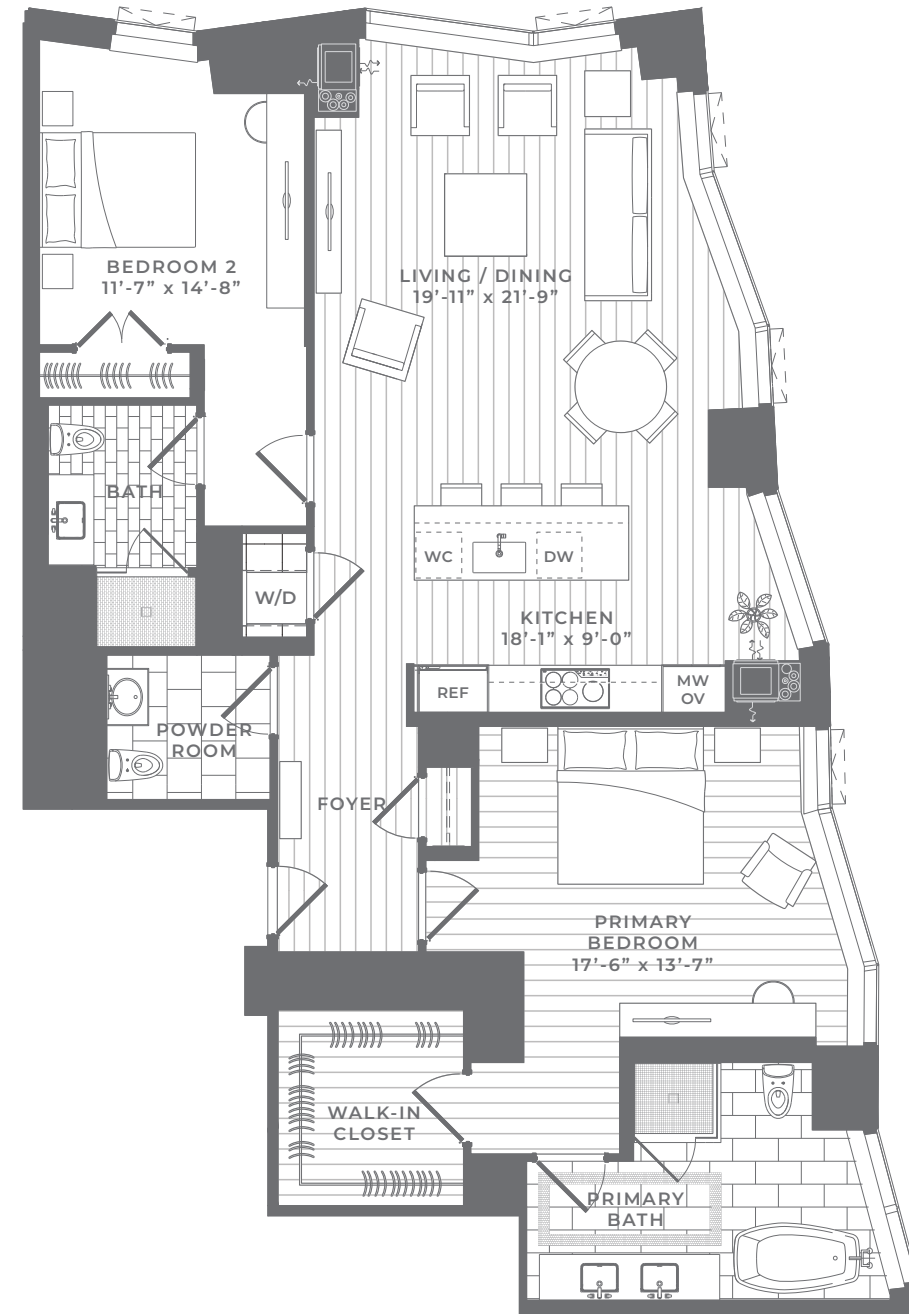 BEDROOM 2
11’-7” x 14’-8”
LIVING / DINING
19’-11” x 21’-9”
BATH
WC
DW
W/D
KITCHEN
18’-1” x 9’-0”
REF
MW
OV
POWDER
ROOM
FOYER
PRIMARY
BEDROOM
17’-6” x 13’-7”
WALK-IN
CLOSET
PRIMARY
BATH